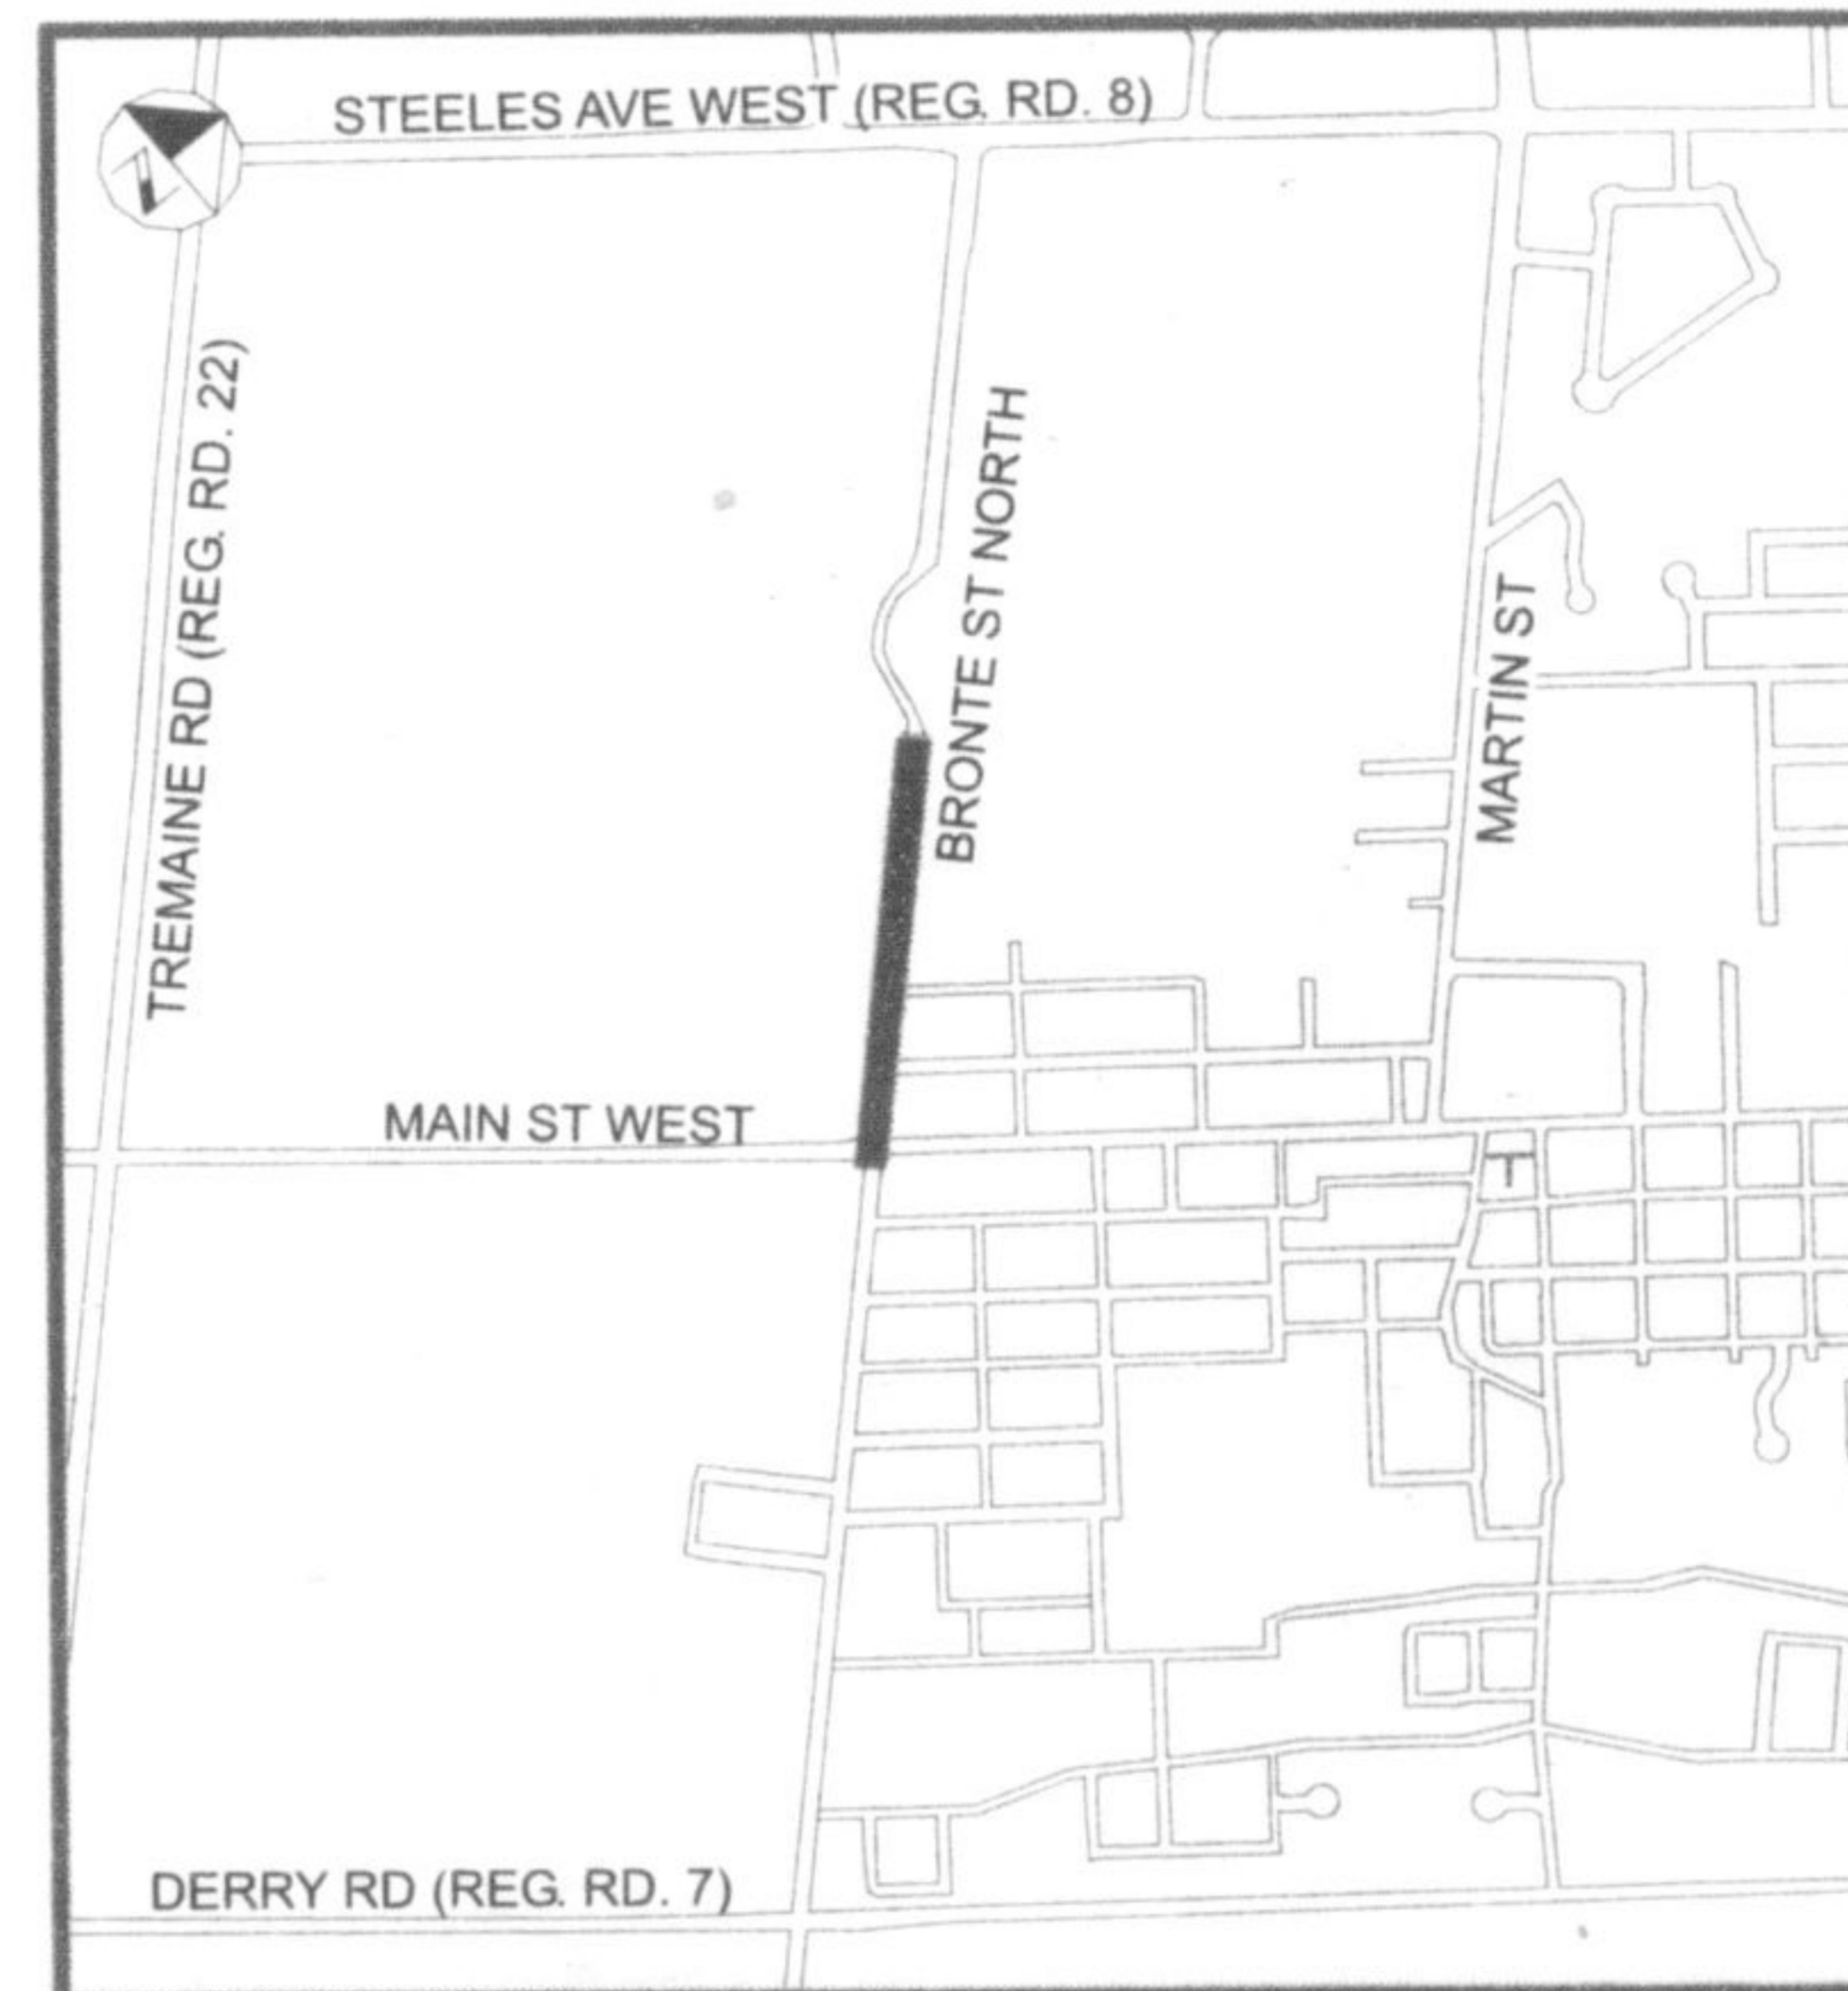 STEELES AVE WEST (REG. RD. 8)
N
TREMAINE RD (REG. RD. 22)
BRONTE ST NORTH
MARTIN ST
MAIN ST WEST
T
DERRY RD (REG. RD. 7)